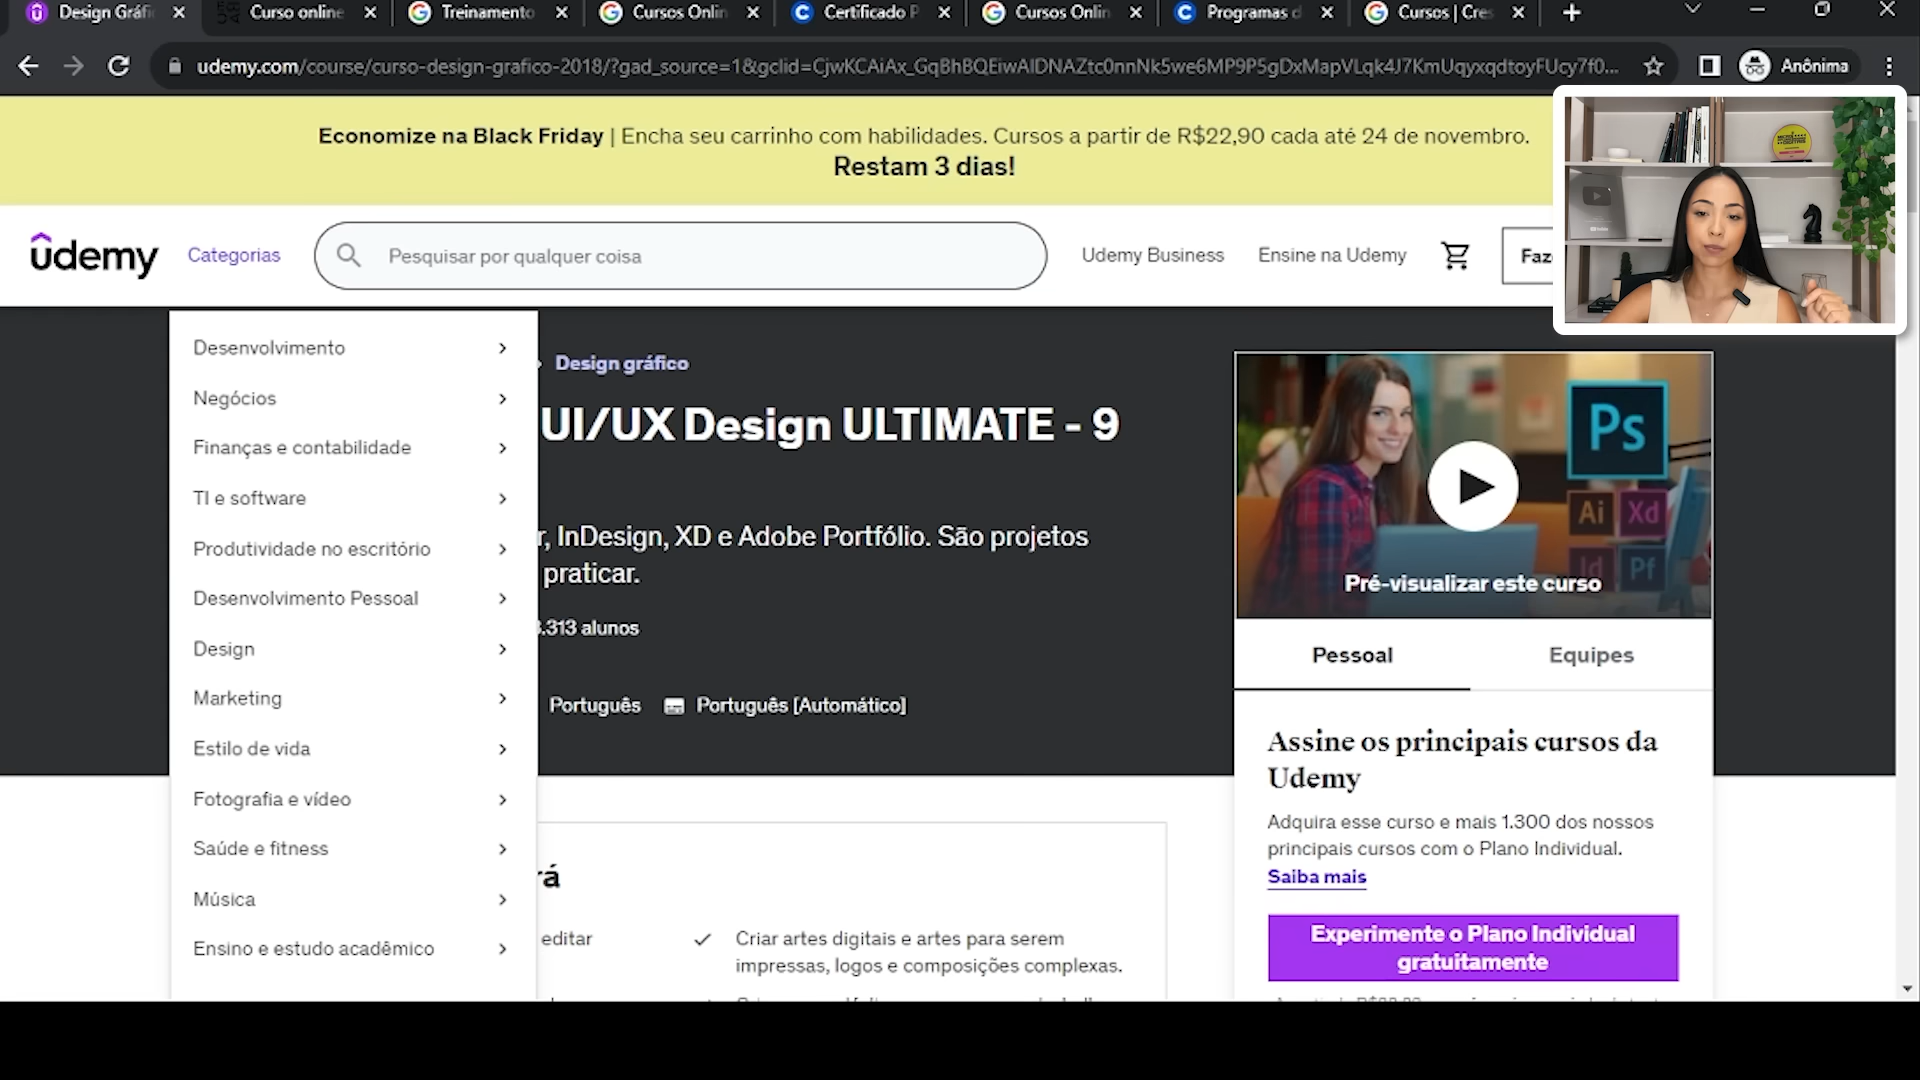 Design Gráfi
Curso online
Treinamento
Cursos Onlin
Certificado P
Cursos Onlin
Programas d
Cursos | Cres
udemy.com/course/curso-design-grafico-2018/?gad_source=1&gclid=CjwKCAiAx_GqBhBQEiwAlDNAZtc0nnNk5we6MP9P5gDxMapVLqk4J7KmUqyxqdtoyFUcy7f0...
Anônima
Economize na Black Friday | Encha seu carrinho com habilidades. Cursos a partir de R$22,90 cada até 24 de novembro.
Restam 3 dias!
udemy
Categorias
Pesquisar por qualquer coisa
Udemy Business
Ensine na Udemy
Faze
Desenvolvimento
Negócios
Finanças e contabilidade
TI e software
Produtividade no escritório
Desenvolvimento Pessoal
Design
Marketing
Estilo de vida
Fotografia e vídeo
Saúde e fitness
Música
Ensino e estudo acadêmico
Design gráfico
UI/UX Design ULTIMATE - 9
r, InDesign, XD e Adobe Portfólio. São projetos
praticar.
3.313 alunos
Português
Português [Automático]
rá
editar
Criar artes digitais e artes para serem
impressas, logos e composições complexas.
Ps
Ai Xd
Id Pf
Pré-visualizar este curso
Pessoal
Equipes
Assine os principais cursos da
Udemy
Adquira esse curso e mais 1.300 dos nossos
principais cursos com o Plano Individual.
Saiba mais
Experimente o Plano Individual
gratuitamente